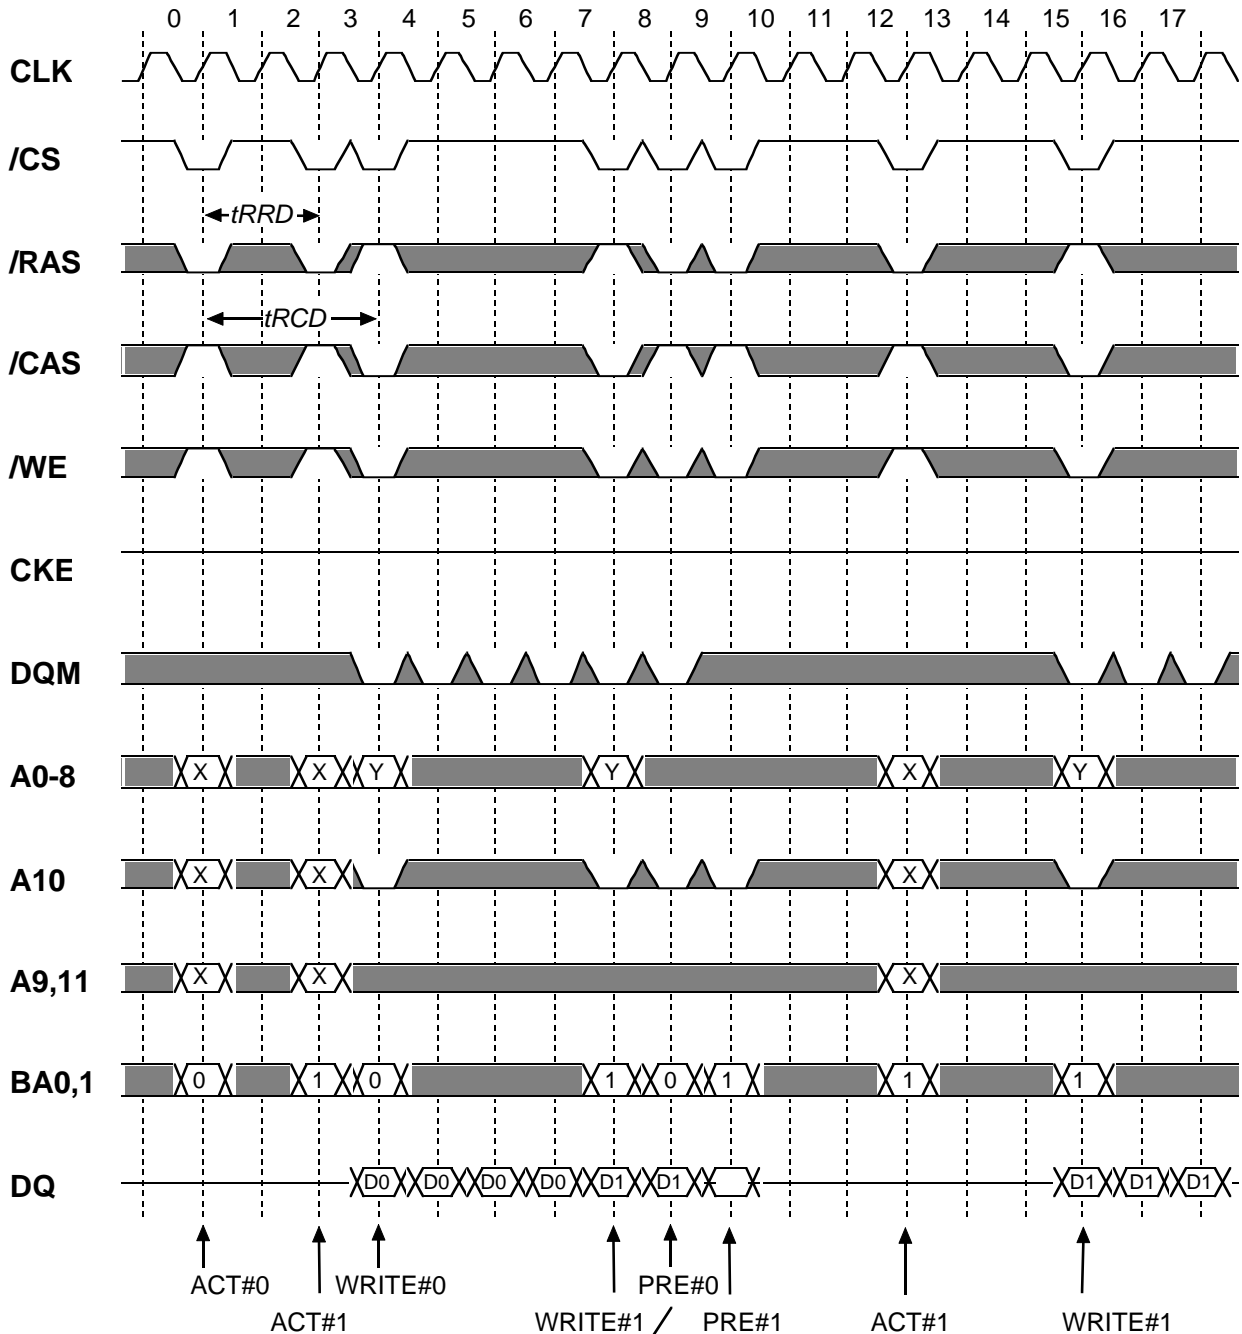 0 1 2 3 4 5 6 7 8 9 10 11 12 13 14 15 16 17
CLK
/CS
tRRD
/RAS
tRCD
/CAS
/WE
CKE
DQM
A0-8 X X Y Y X Y
A10 X X X
A9,11 X X X
BA0,1 0 1 0 1 0 1 1 1
DQ D0 D0 D0 D0 D1 D1 D1 D1 D1
ACT#0 WRITE#0 PRE#0
ACT#1 WRITE#1 PRE#1 ACT#1 WRITE#1